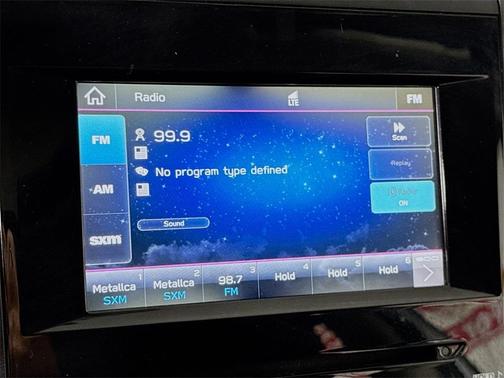 Radio
LTE
FM
FM
99.9
Scan
AM
No program type defined
Replay
ON
sxm
Sound
1
2
3
4
5
6
Metallca
SXM
Metallca
SXM
98.7
FM
Hold
Hold
Hold